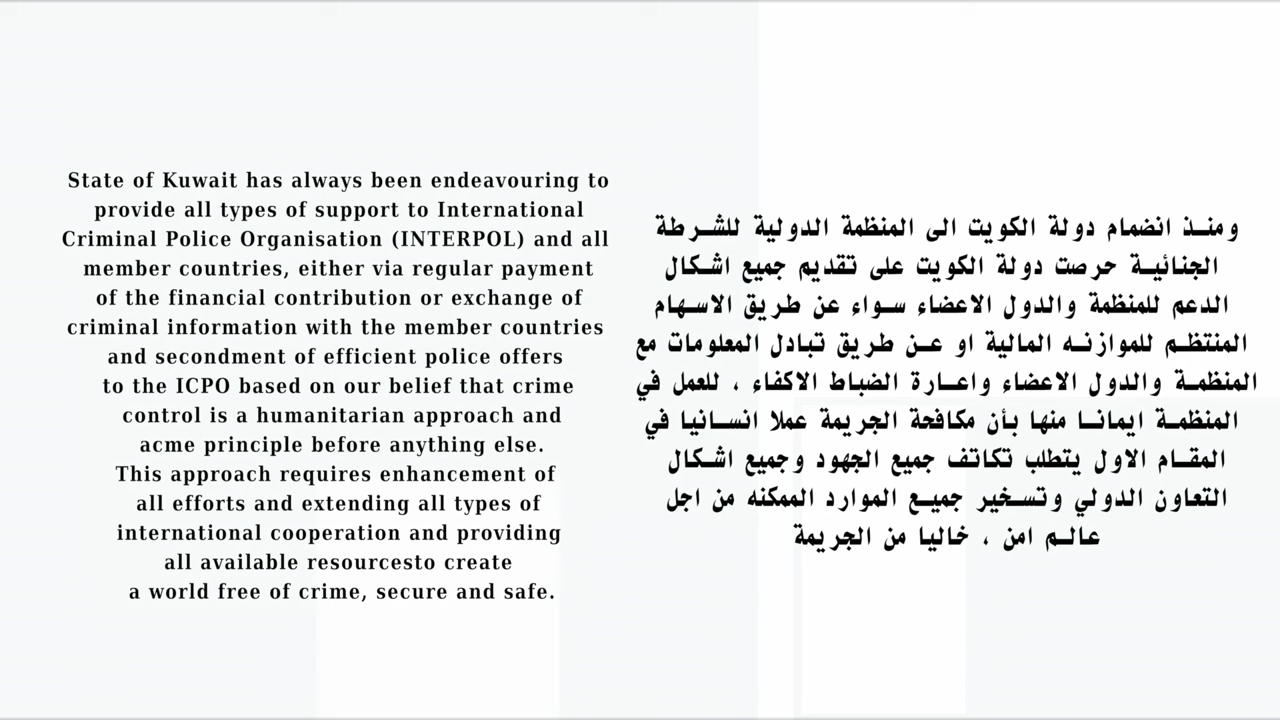 State of Kuwait has always been endeavouring to
provide all types of support to International
Criminal Police Organisation (INTERPOL) and all
member countries, either via regular payment
of the financial contribution or exchange of
criminal information with the member countries
and secondment of efficient police offers
to the ICPO based on our belief that crime
control is a humanitarian approach and
acme principle before anything else.
This approach requires enhancement of
all efforts and extending all types of
international cooperation and providing
all available resourcesto create
a world free of crime, secure and safe.
ومنـذ انضمام دولة الكويت الى المنظمة الدولية للشـرطة
الجنائيـة حرصت دولة الكويت على تقديم جميع اشكال
الدعم للمنظمة والدول الاعضاء سـواء عن طريق الاسـهام
المنتظـم للموازنـه المالية او عـن طريق تبادل المعلومات مع
المنظمـة والدول الاعضاء واعـارة الضباط الاكفاء ، للعمل في
المنظمـة ايمانـا منها بأن مكافحة الجريمة عملا انسـانيا في
المقـام الاول يتطلب تكاتف جميع الجهود وجميع اشـكال
التعاون الدولي وتسـخير جميـع الموارد الممكنه من اجل
عالـم امن ، خاليا من الجريمة